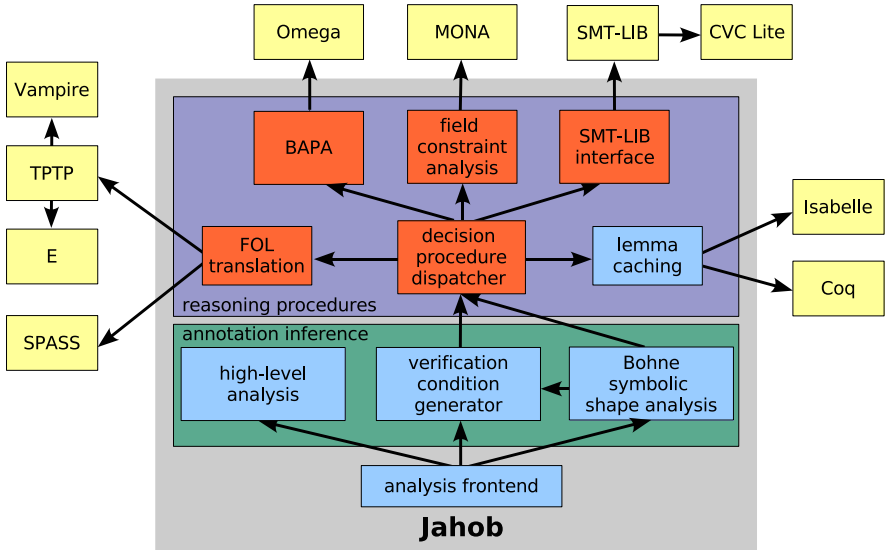 Omega
MONA
SMT-LIB
CVC Lite
Vampire
TPTP
E
SPASS
BAPA
field
constraint
analysis
SMT-LIB
interface
FOL
translation
decision
procedure
dispatcher
lemma
caching
Isabelle
Coq
reasoning procedures
annotation inference
high-level
analysis
verification
condition
generator
Bohne
symbolic
shape analysis
analysis frontend
Jahob